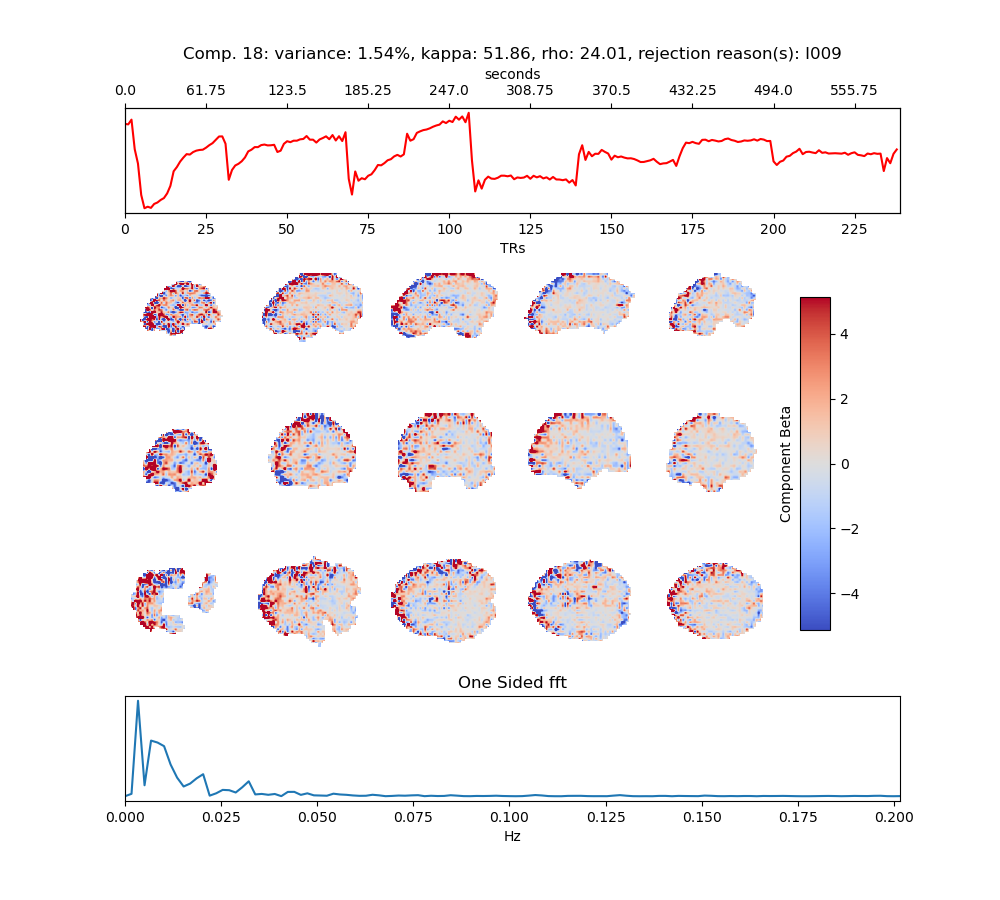 Comp. 18: variance: 1.54%, kappa: 51.86, rho: 24.01, rejection reason(s): I009
seconds
0.0 61.75 123.5 185.25 247.0 308.75 370.5 432.25 494.0 555.75
0 25 50 75 100 125 150 175 200 225
TRs
4
2
0
−2
−4
Component Beta
One Sided fft
0.000 0.025 0.050 0.075 0.100 0.125 0.150 0.175 0.200
Hz